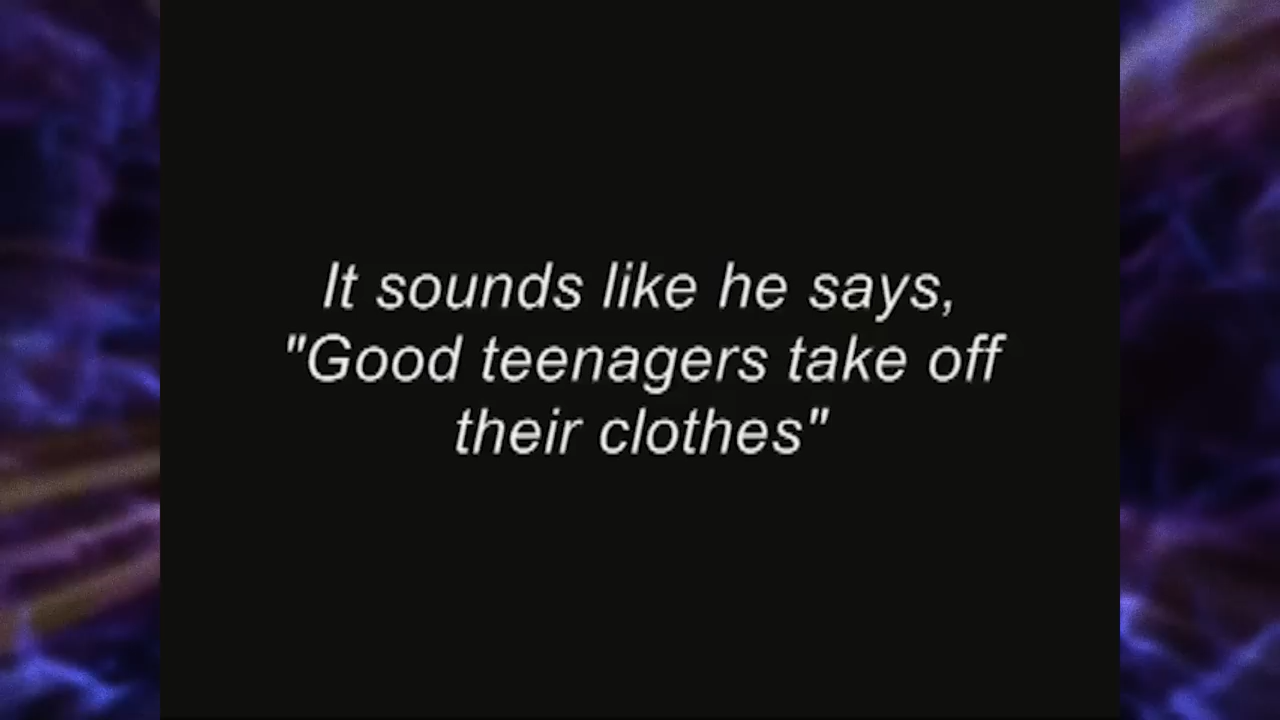 It sounds like he says,
"Good teenagers take off
their clothes"